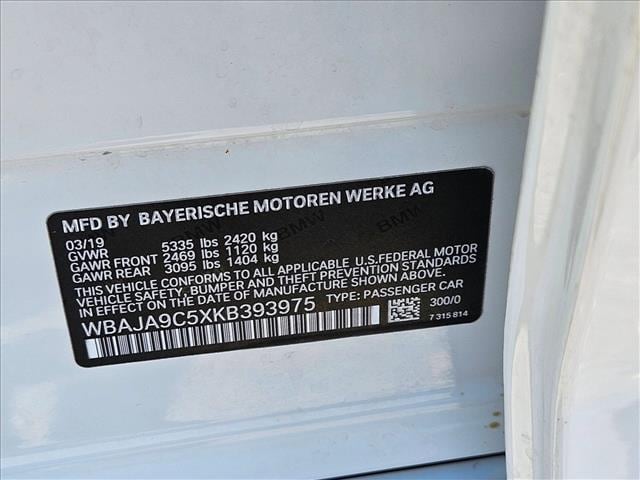 MFD BY BAYERISCHE MOTOREN WERKE AG
03/19
GVWR 5335 lbs 2420 kg
GAWR FRONT 2469 lbs 1120 kg
GAWR REAR 3095 lbs 1404 kg
THIS VEHICLE CONFORMS TO ALL APPLICABLE U.S.FEDERAL MOTOR
VEHICLE SAFETY, BUMPER AND THEFT PREVENTION STANDARDS
IN EFFECT ON THE DATE OF MANUFACTURE SHOWN ABOVE.
WBAJA9C5XKB393975 TYPE: PASSENGER CAR
300/0
7 315 814
BMW
BMW